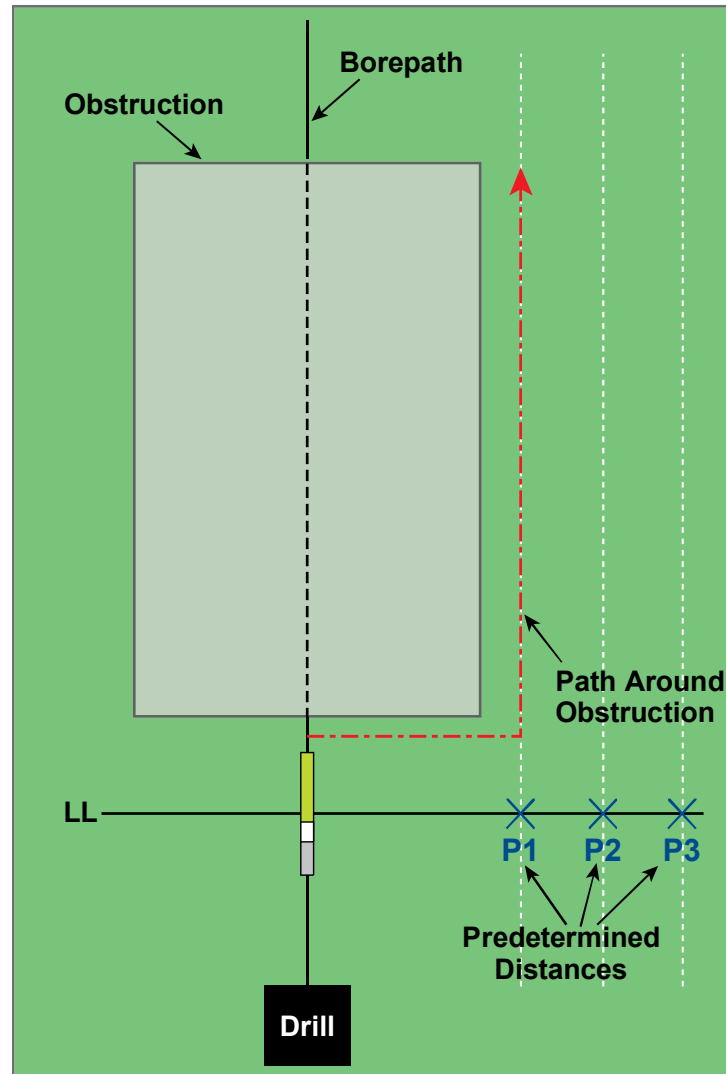 Borepath
Obstruction
Path Around
Obstruction
LL
P1
P2
P3
Predetermined
Distances
Drill